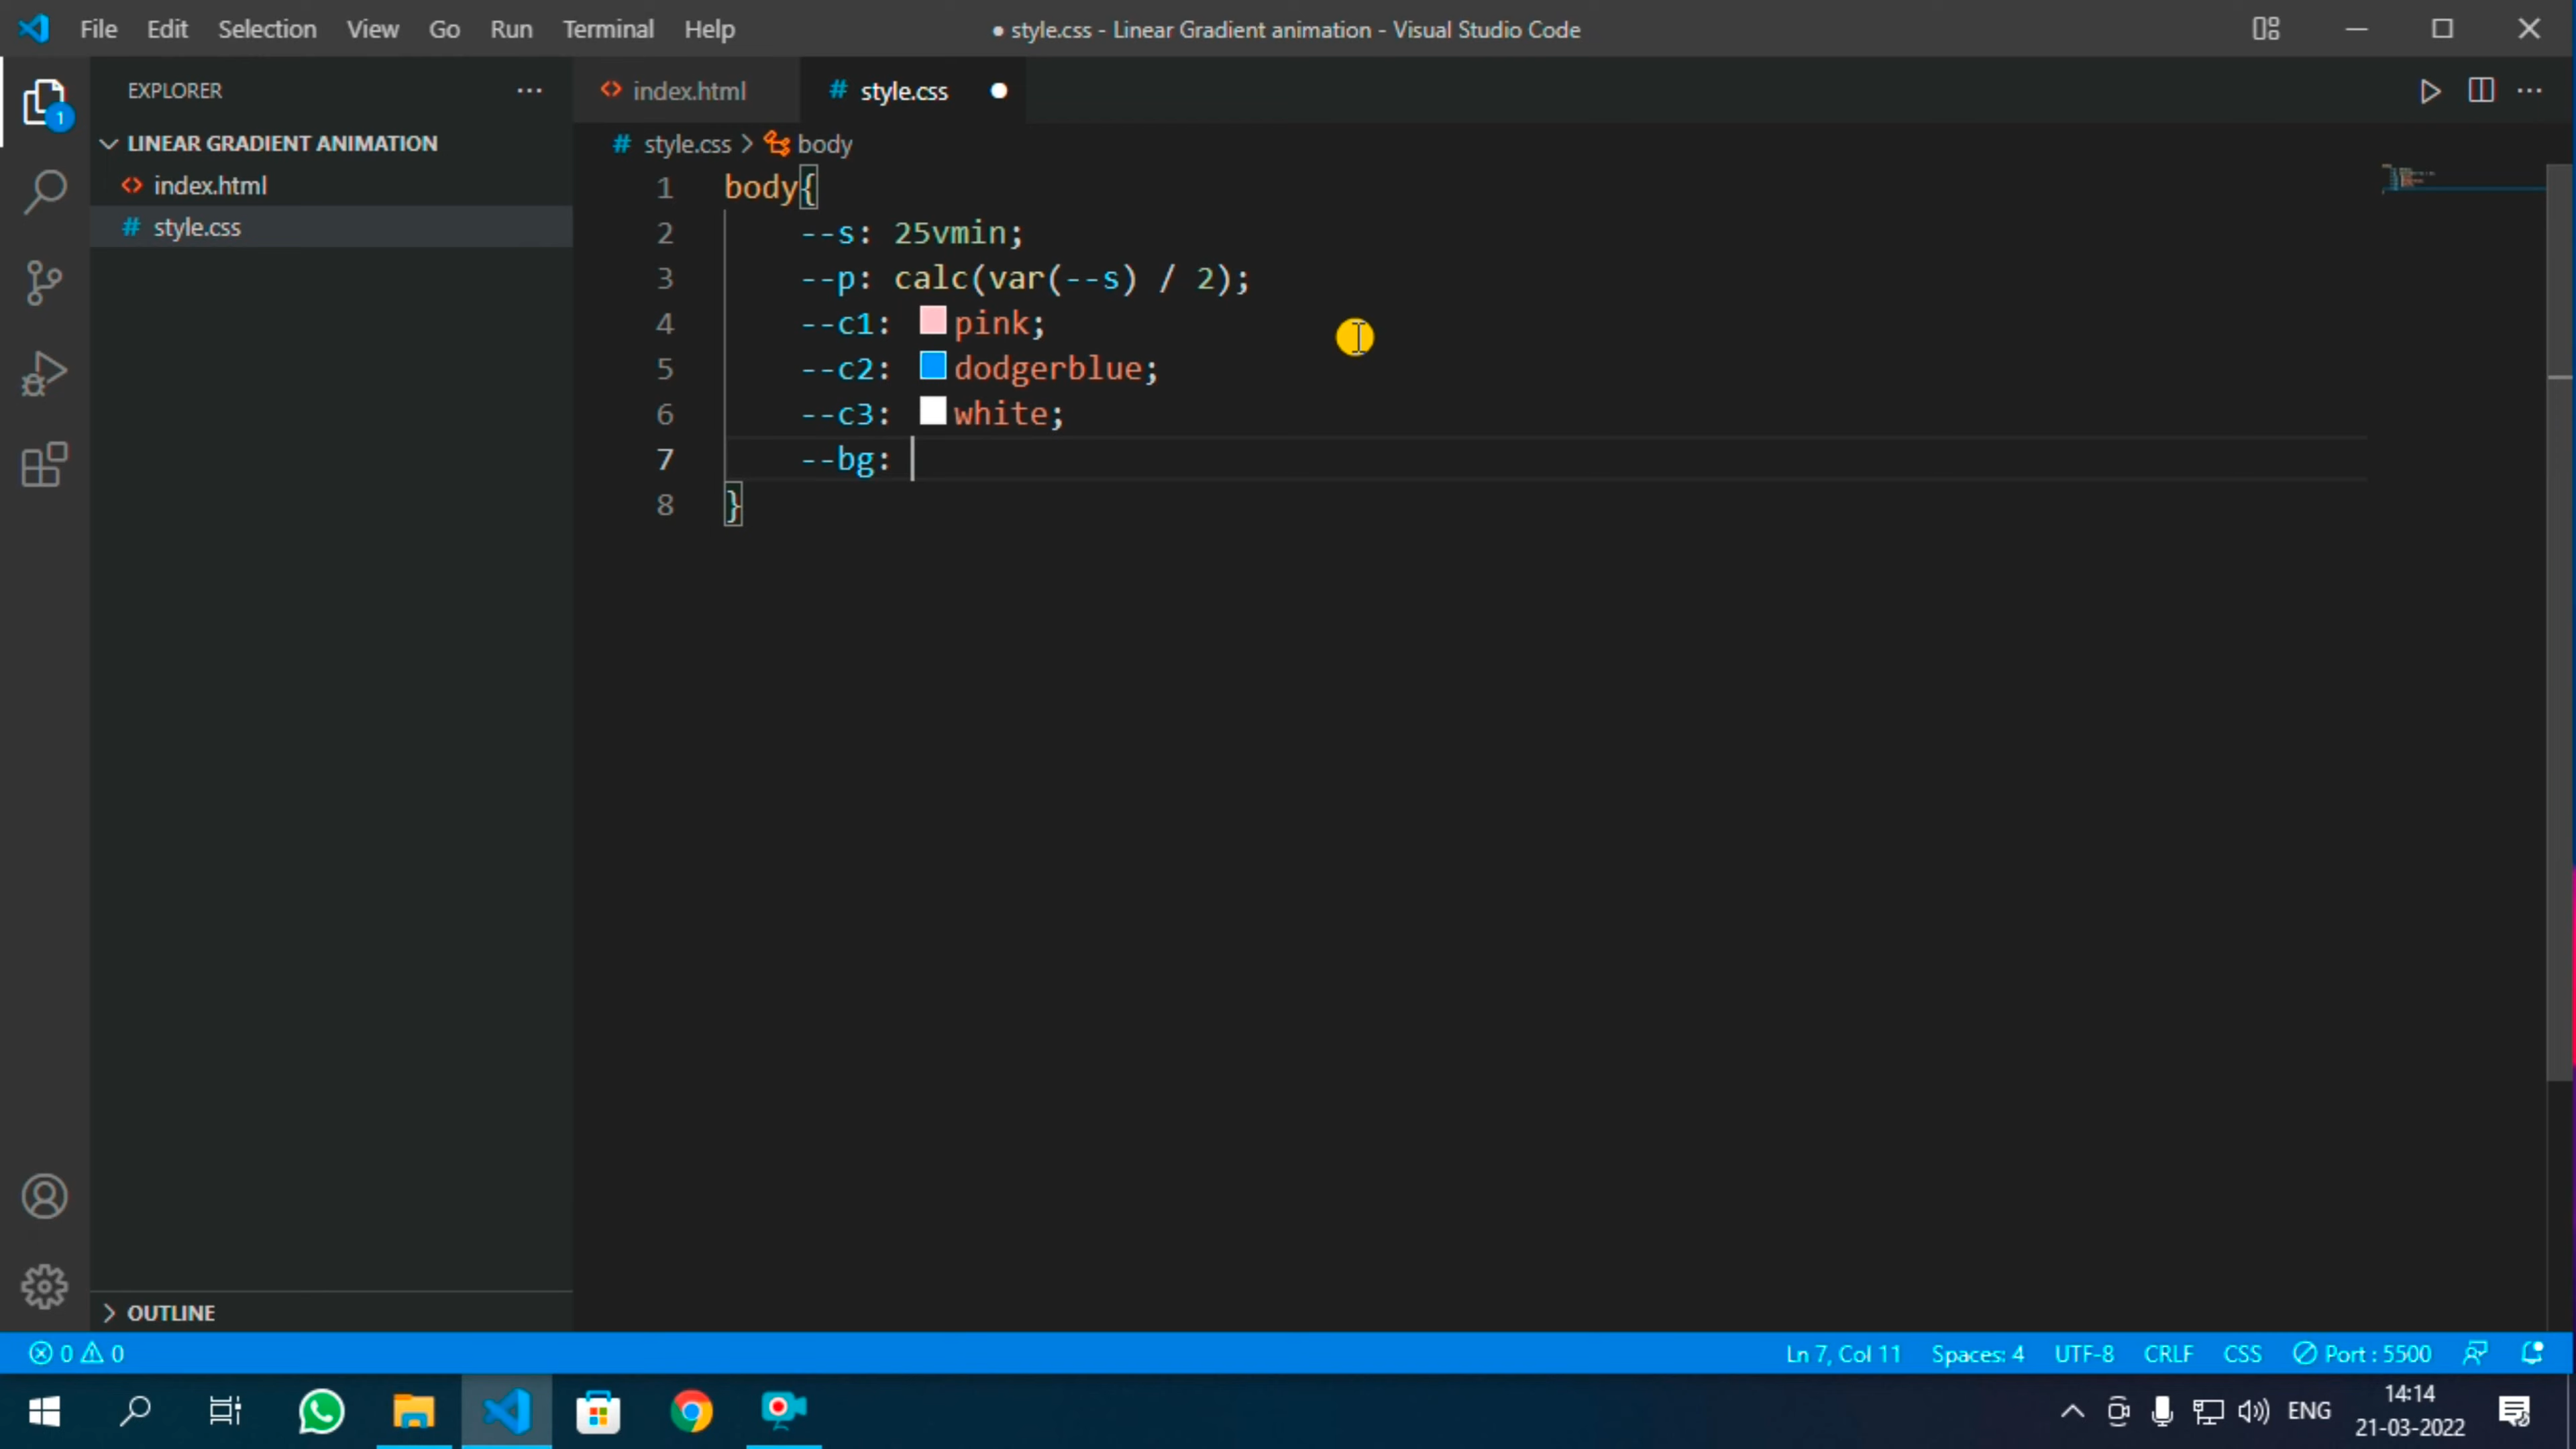 File Edit Selection View Go Run Terminal Help
● style.css - Linear Gradient animation - Visual Studio Code
EXPLORER
LINEAR GRADIENT ANIMATION
index.html
# style.css
OUTLINE
index.html
# style.css
# style.css > body
1 body{
2 --s: 25vmin;
3 --p: calc(var(--s) / 2);
4 --c1: pink;
5 --c2: dodgerblue;
6 --c3: white;
7 --bg:
8 }
1
0 0
Ln 7, Col 11 Spaces: 4 UTF-8 CRLF CSS Port : 5500
ENG
14:14
21-03-2022